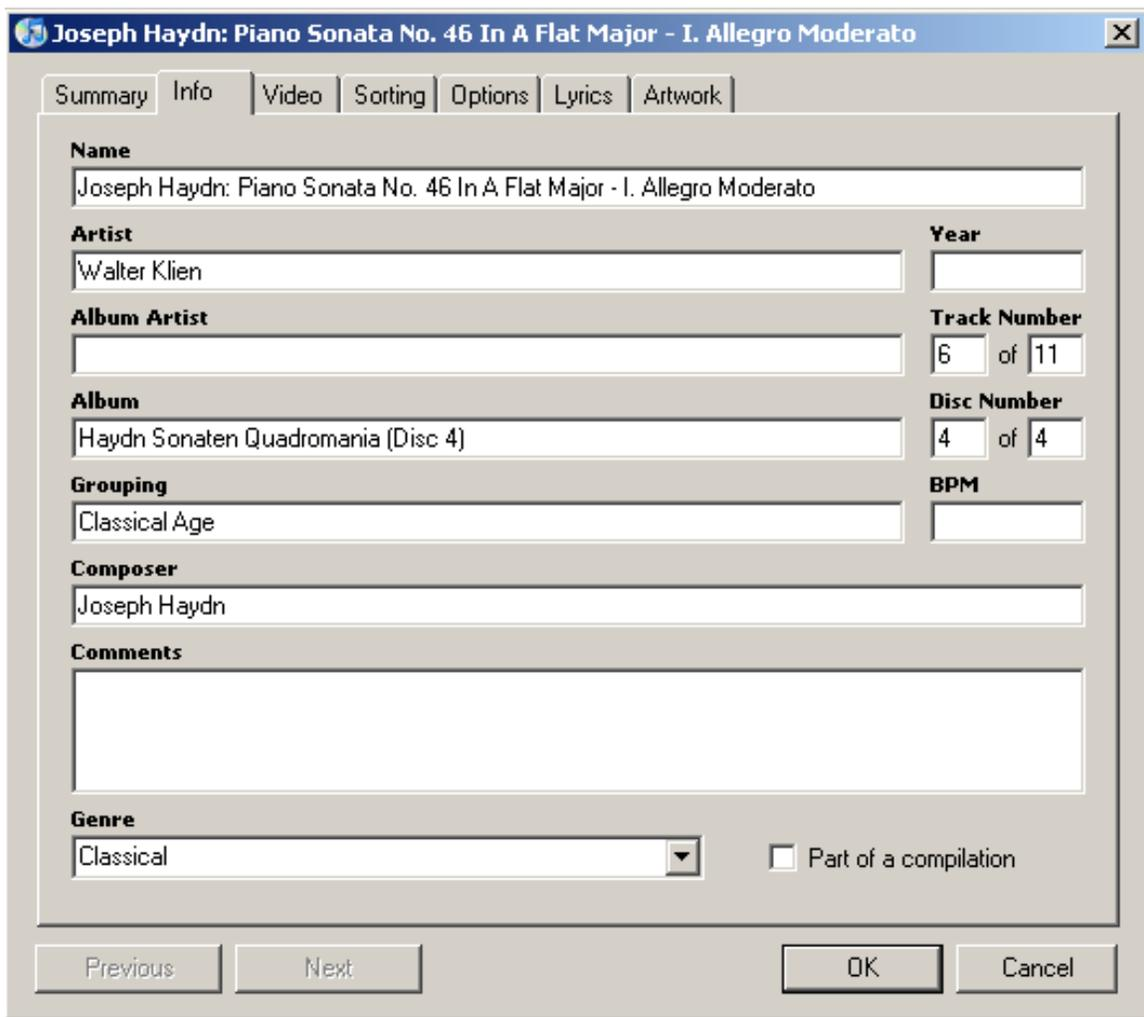 Joseph Haydn: Piano Sonata No. 46 In A Flat Major - I. Allegro Moderato
Summary Info Video Sorting Options Lyrics Artwork
Name
Joseph Haydn: Piano Sonata No. 46 In A Flat Major - I. Allegro Moderato
Artist Year
Walter Klien
Album Artist Track Number
6 of 11
Album Disc Number
Haydn Sonaten Quadromania (Disc 4) 4 of 4
Grouping BPM
Classical Age
Composer
Joseph Haydn
Comments
Genre
Classical Part of a compilation
Previous Next OK Cancel